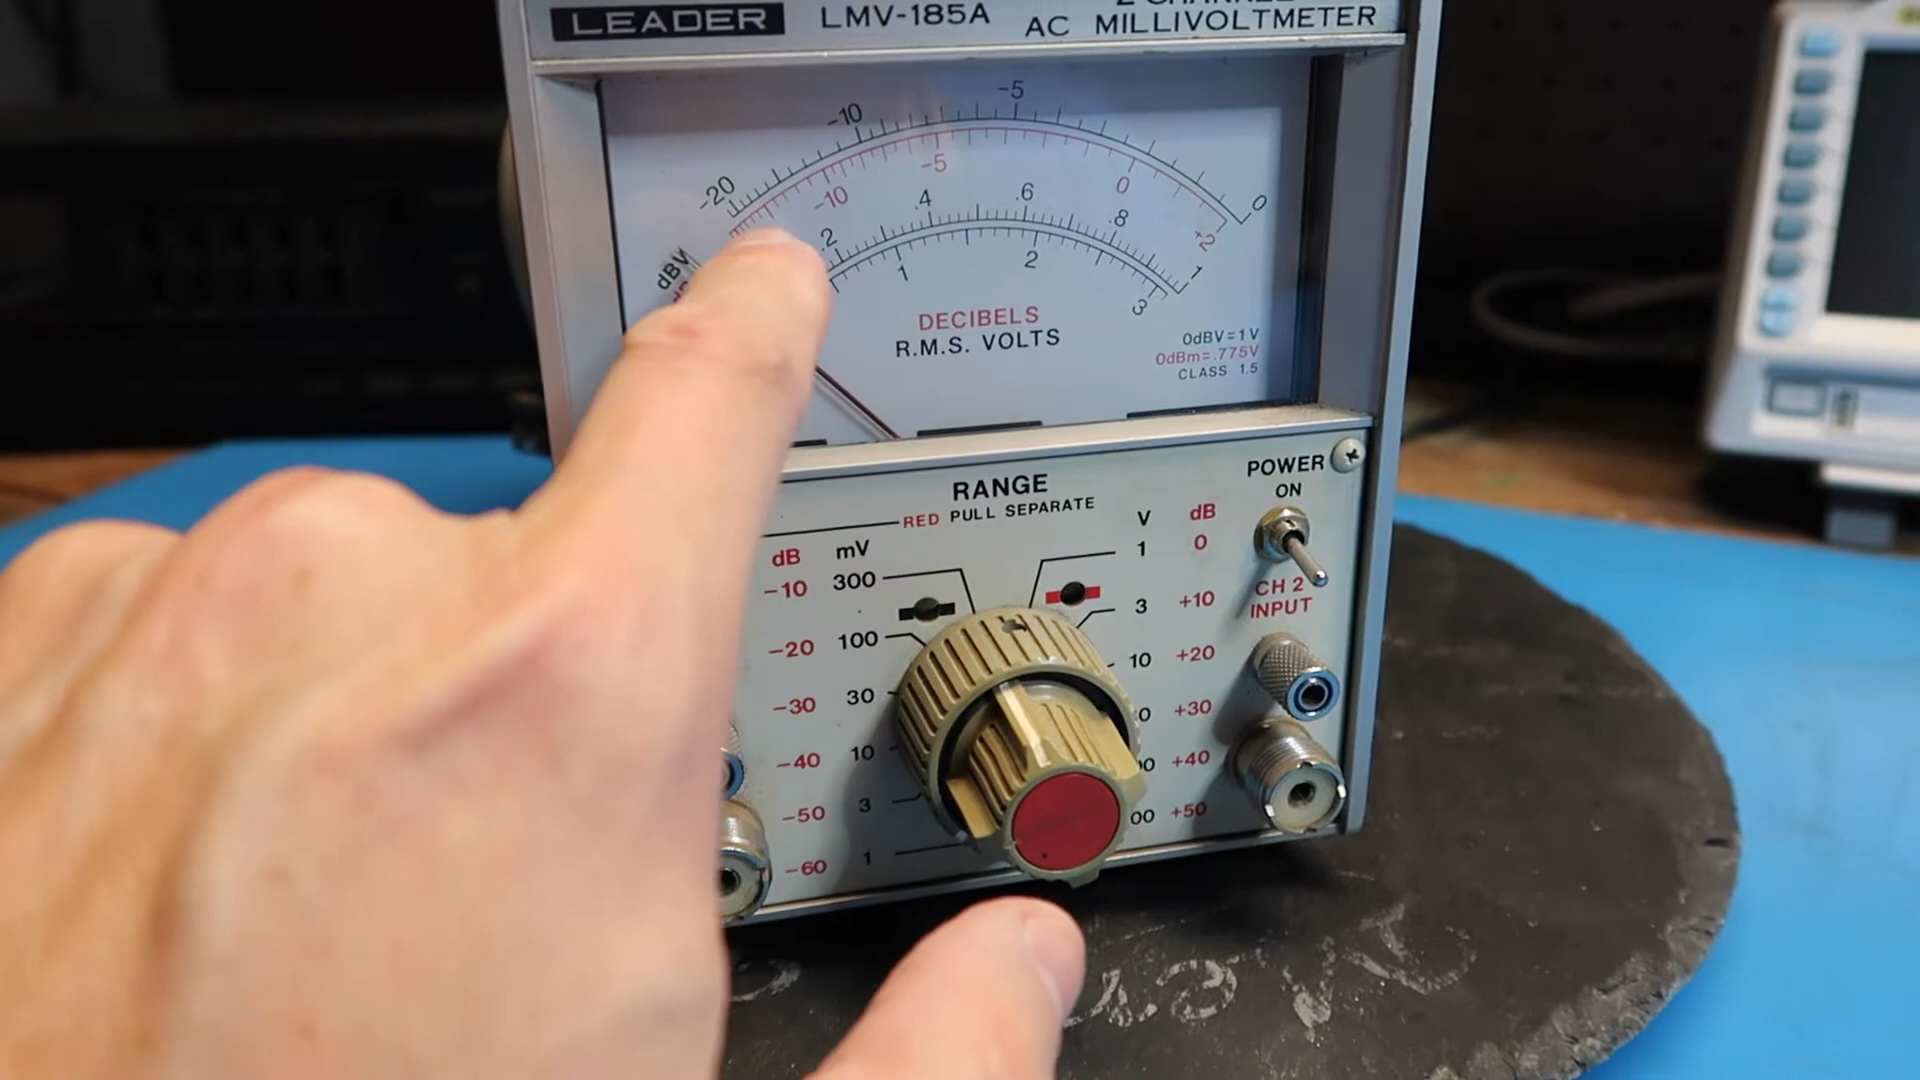 LEADER LMV-185A
AC MILLIVOLTMETER
-20 -10 -5 0
-10 -5 0 +2
.2 .4 .6 .8 1
1 2 3
dBV
DECIBELS
R.M.S. VOLTS
0dBV=1V
0dBm=.775V
CLASS 1.5
RANGE
RED PULL SEPARATE
POWER
ON
dB mV
-10 300
-20 100
-30 30
-40 10
-50 3
-60 1
V dB
1 0
3 +10
10 +20
+30
+40
+50
CH 2
INPUT